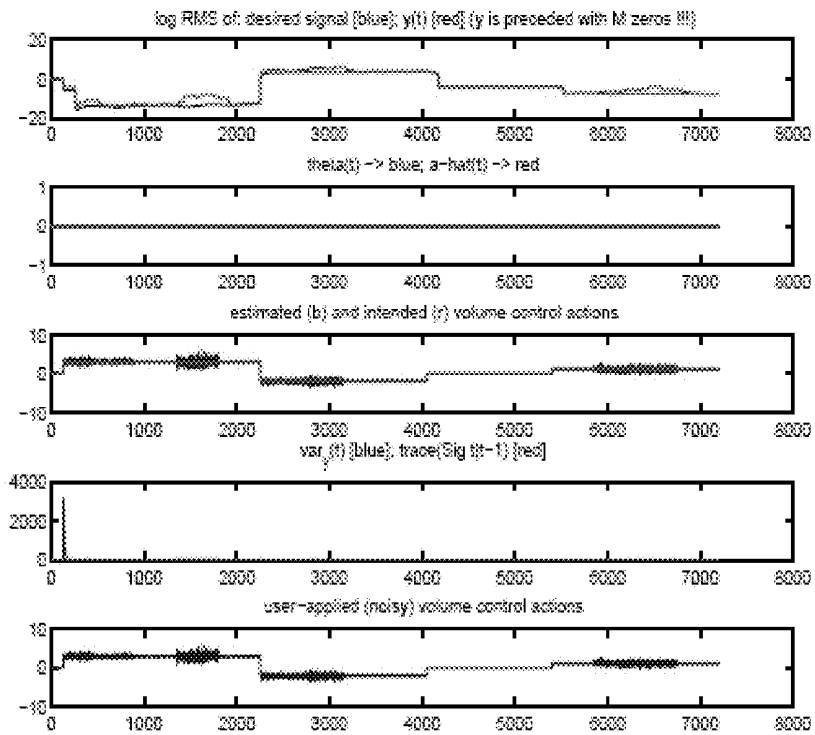 log RMS of: desired signal [blue]; y(t) [red] (y is preceded with M zeros !!!)
20
0
−20
0 1000 2000 3000 4000 5000 6000 7000 8000
theta(t) −> blue; a−hat(t) −> red
1
0
−1
0 1000 2000 3000 4000 5000 6000 7000 8000
estimated (b) and intended (r) volume control actions
10
0
−10
0 1000 2000 3000 4000 5000 6000 7000 8000
var_y(t) [blue]; trace(Sig t|t−1) [red]
4000
2000
0
0 1000 2000 3000 4000 5000 6000 7000 8000
user−applied (noisy) volume control actions
10
0
−10
0 1000 2000 3000 4000 5000 6000 7000 8000